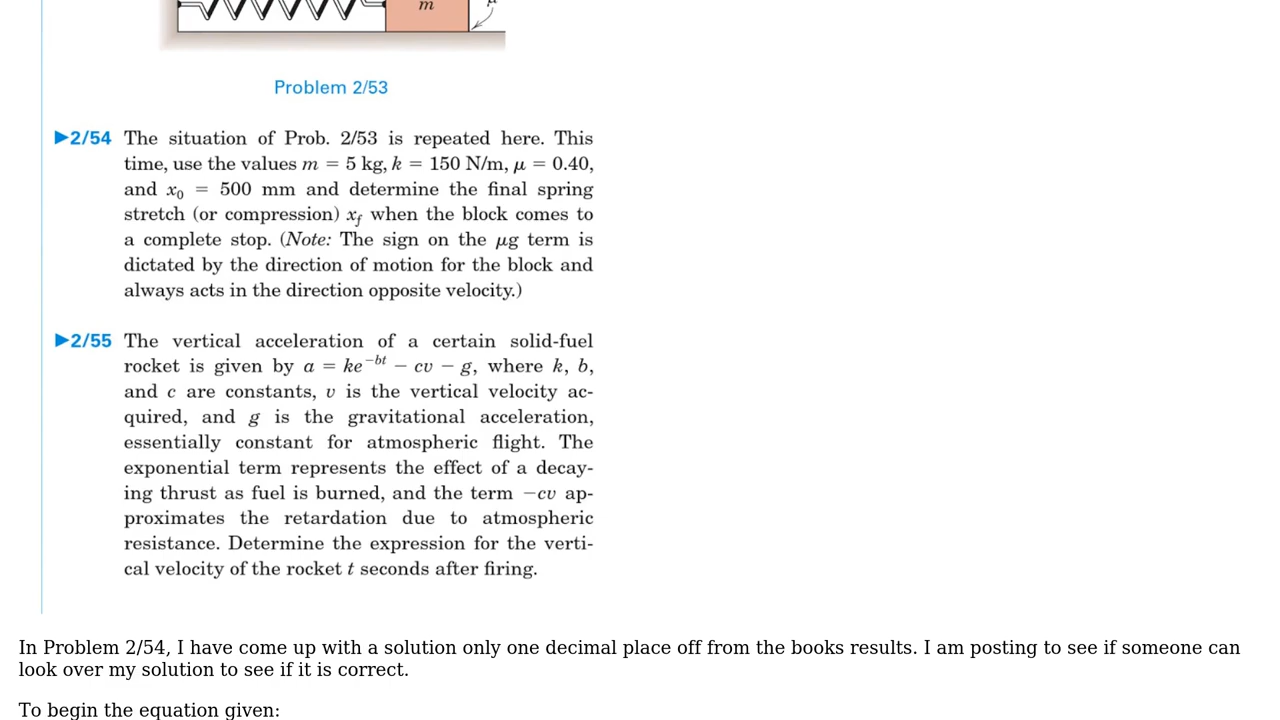 m
μ
Problem 2/53
▶2/54 The situation of Prob. 2/53 is repeated here. This
time, use the values m = 5 kg, k = 150 N/m, μ = 0.40,
and x₀ = 500 mm and determine the final spring
stretch (or compression) x_f when the block comes to
a complete stop. (Note: The sign on the μg term is
dictated by the direction of motion for the block and
always acts in the direction opposite velocity.)
▶2/55 The vertical acceleration of a certain solid-fuel
rocket is given by a = ke^−bt − cv − g, where k, b,
and c are constants, v is the vertical velocity ac-
quired, and g is the gravitational acceleration,
essentially constant for atmospheric flight. The
exponential term represents the effect of a decay-
ing thrust as fuel is burned, and the term −cv ap-
proximates the retardation due to atmospheric
resistance. Determine the expression for the verti-
cal velocity of the rocket t seconds after firing.
In Problem 2/54, I have come up with a solution only one decimal place off from the books results. I am posting to see if someone can
look over my solution to see if it is correct.
To begin the equation given: